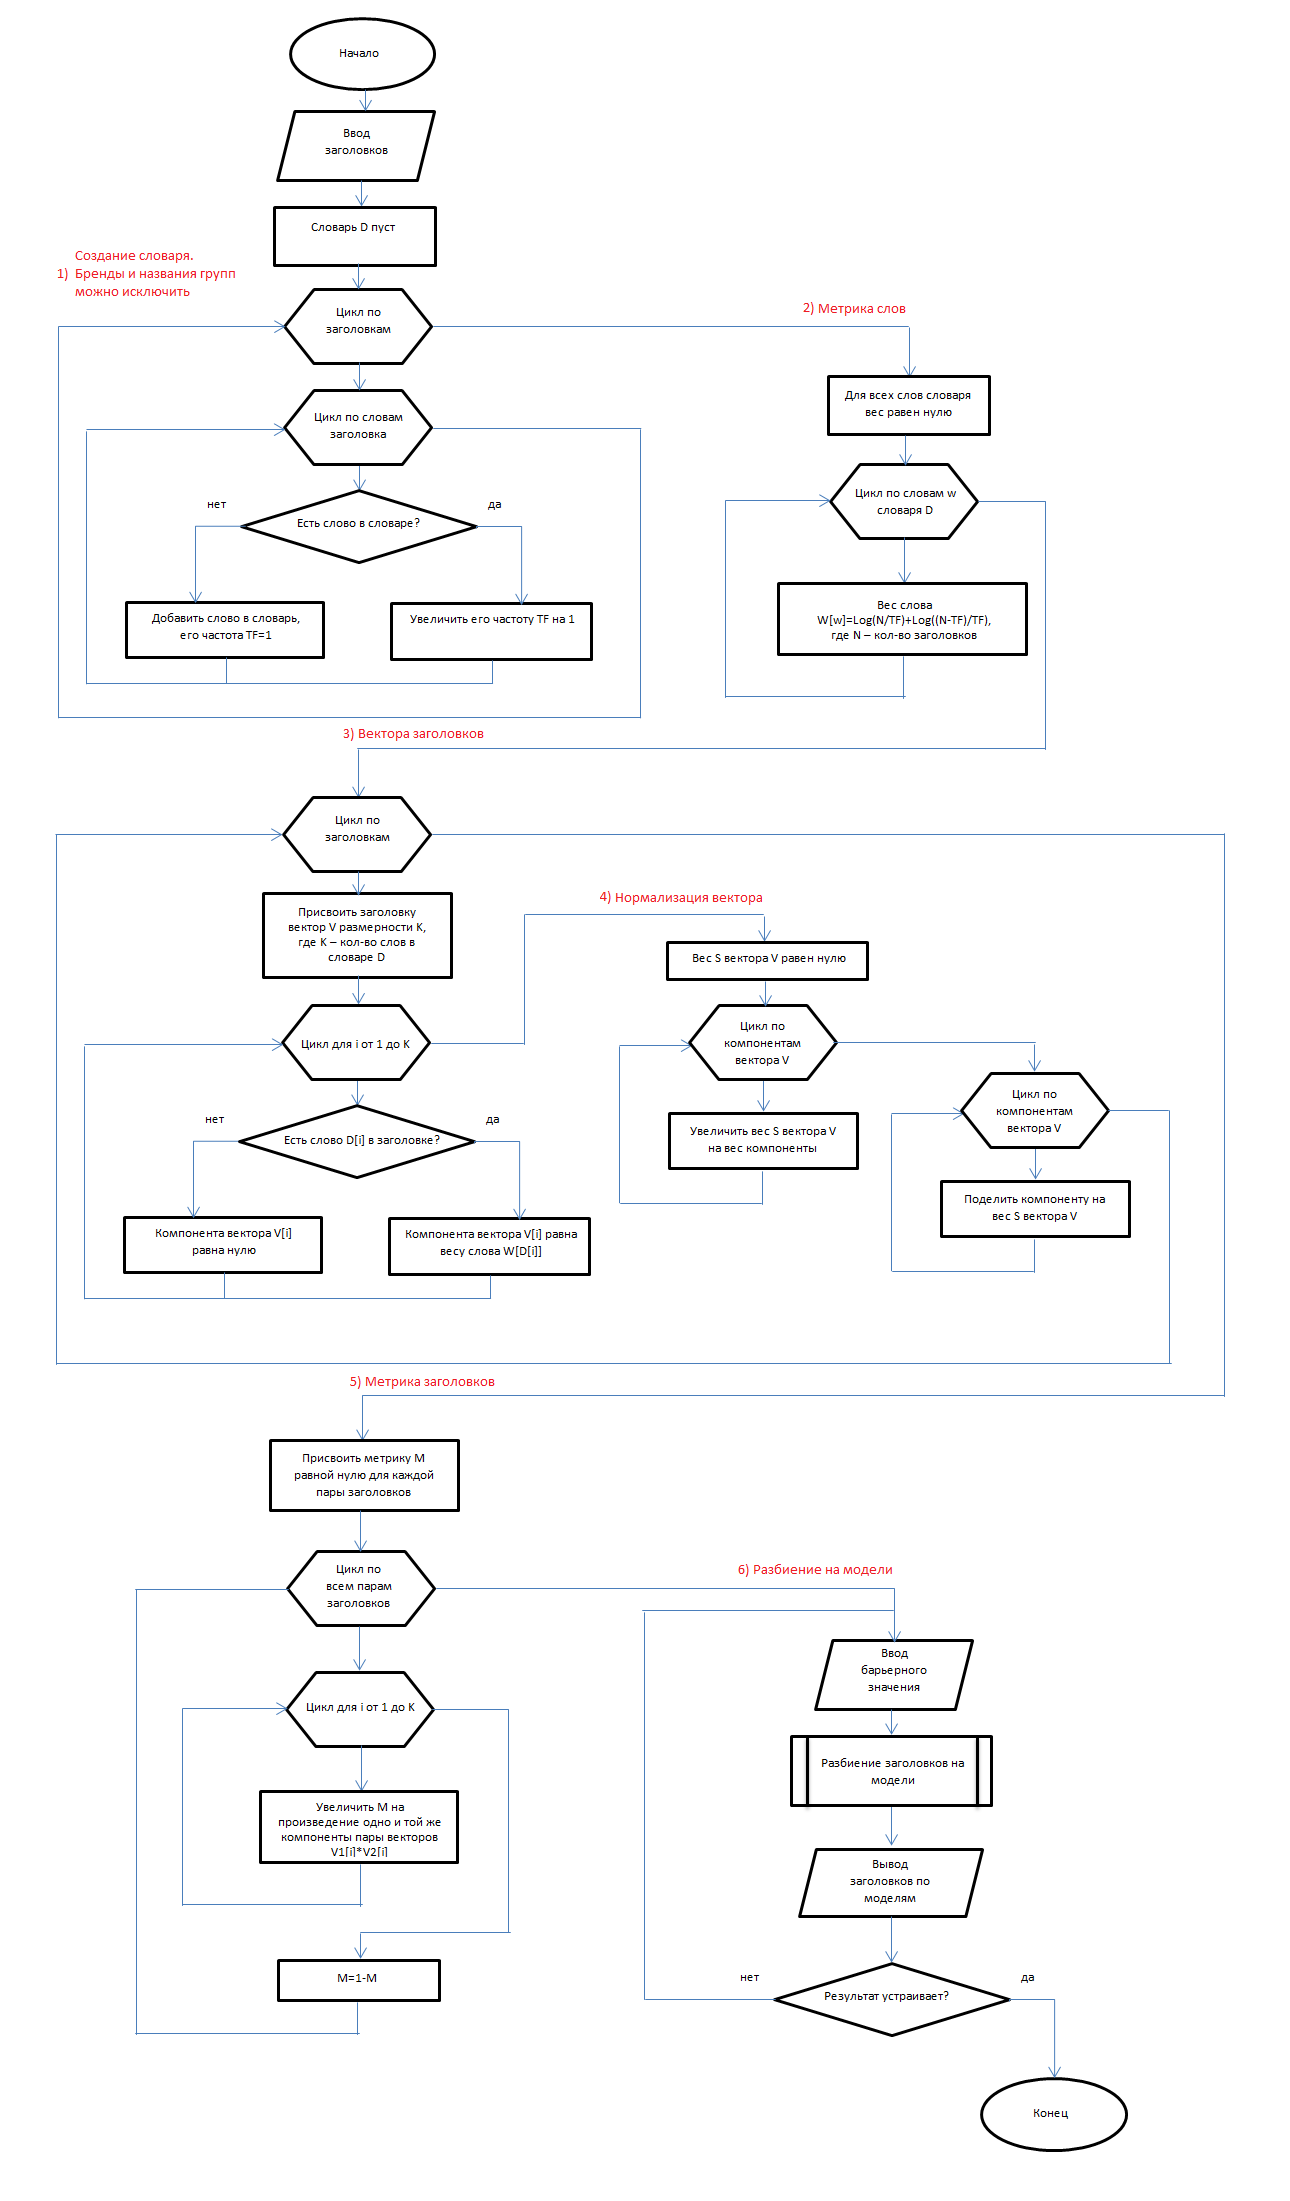 Начало
Ввод
заголовков
Словарь D пуст
Создание словаря.
1) Бренды и названия групп
можно исключить
Цикл по
заголовкам
2) Метрика слов
Для всех слов словаря
вес равен нулю
Цикл по словам
заголовка
Цикл по словам w
словаря D
нет
да
Есть слово в словаре?
Добавить слово в словарь,
его частота TF=1
Увеличить его частоту TF на 1
Вес слова
W[w]=Log(N/TF)+Log((N-TF)/TF),
где N – кол-во заголовков
3) Вектора заголовков
Цикл по
заголовкам
Присвоить заголовку
вектор V размерности K,
где K – кол-во слов в
словаре D
4) Нормализация вектора
Вес S вектора V равен нулю
Цикл для i от 1 до K
Цикл по
компонентам
вектора V
Цикл по
компонентам
вектора V
нет
да
Есть слово D[i] в заголовке?
Увеличить вес S вектора V
на вес компоненты
Поделить компоненту на
вес S вектора V
Компонента вектора V[i]
равна нулю
Компонента вектора V[i] равна
весу слова W[D[i]]
5) Метрика заголовков
Присвоить метрику M
равной нулю для каждой
пары заголовков
Цикл по
всем парам
заголовков
6) Разбиение на модели
Ввод
барьерного
значения
Цикл для i от 1 до K
Разбиение заголовков на
модели
Увеличить M на
произведение одно и той же
компоненты пары векторов
V1[i]*V2[i]
Вывод
заголовков по
моделям
M=1-M
нет
да
Результат устраивает?
Конец